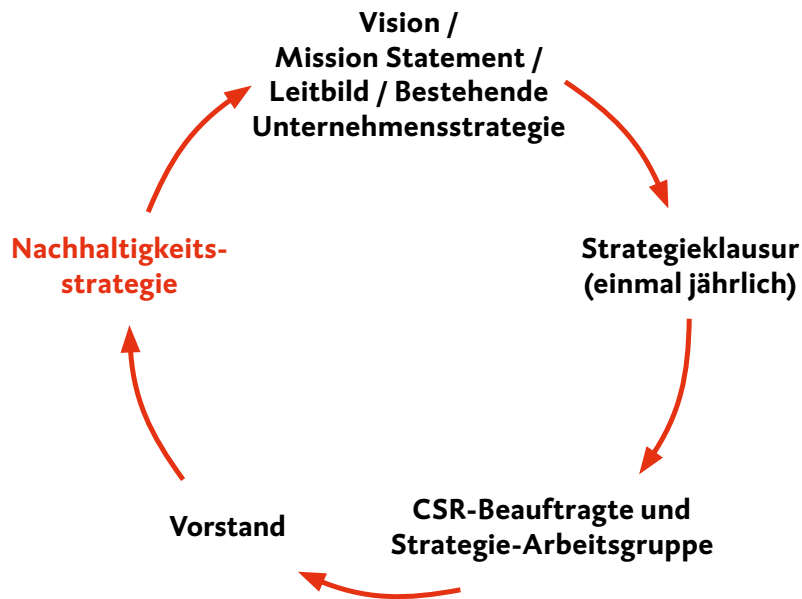 Vision /
Mission Statement /
Leitbild / Bestehende
Unternehmensstrategie
Strategieklausur
(einmal jährlich)
CSR-Beauftragte und
Strategie-Arbeitsgruppe
Vorstand
Nachhaltigkeits-
strategie